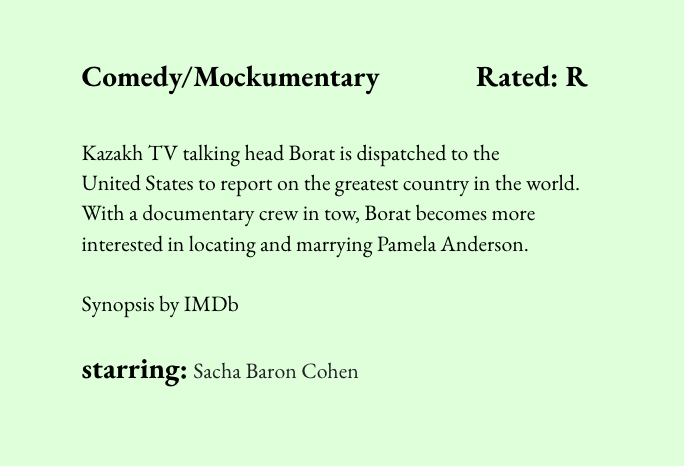 Comedy/Mockumentary Rated: R
Kazakh TV talking head Borat is dispatched to the
United States to report on the greatest country in the world.
With a documentary crew in tow, Borat becomes more
interested in locating and marrying Pamela Anderson.
Synopsis by IMDb
starring: Sacha Baron Cohen